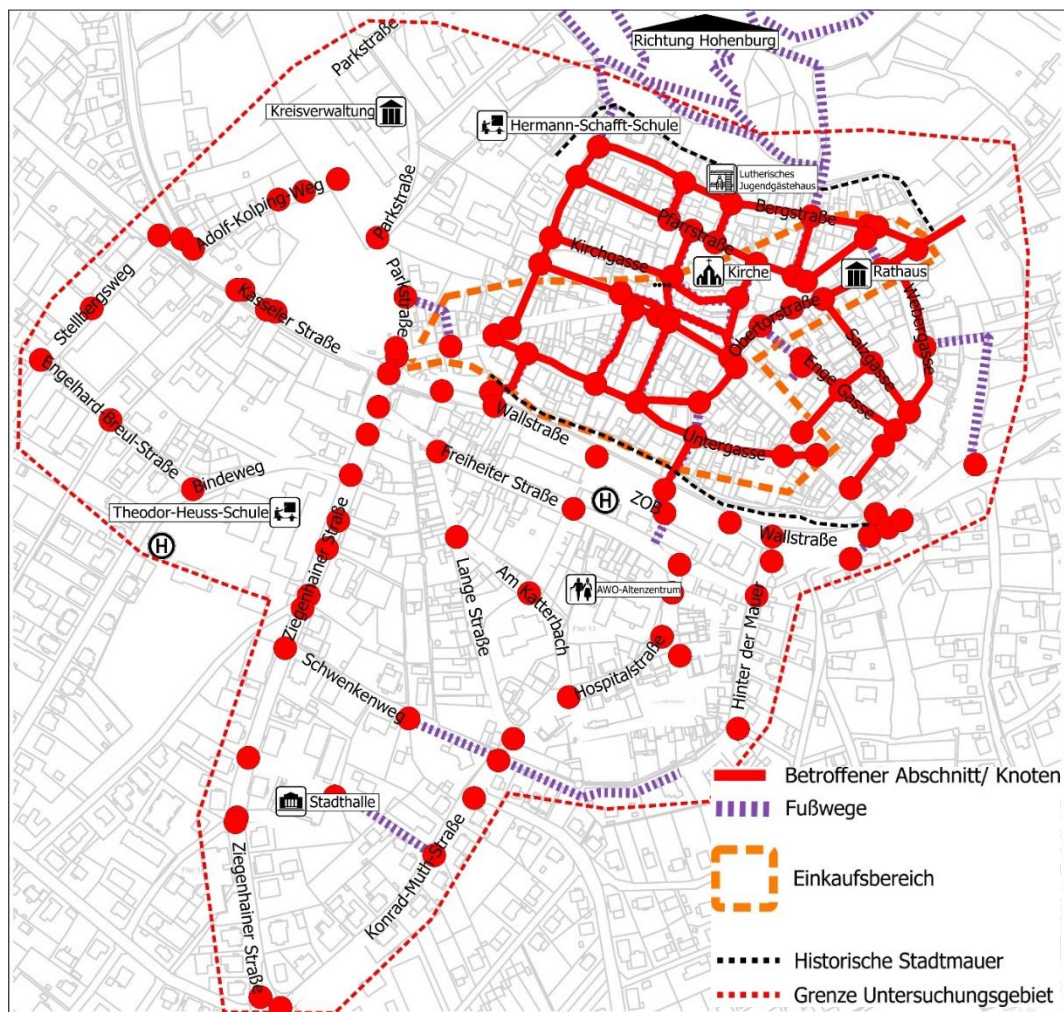 Richtung Hohenburg
Parkstraße
Kreisverwaltung
Hermann-Schafft-Schule
Lutherisches
Jugendgästehaus
Adolf-Kolping-Weg
Parkstraße
Bergstraße
Pfarrstraße
Kirchgasse
Kirche
Rathaus
Stellbergsweg
Kasseler Straße
Parkstraße
Obertorstraße
Wicbergasse
Salzgasse
Enge Gasse
Engelhard-Breul-Straße
Wallstraße
Untergasse
Freiheiter Straße
Bindeweg
Theodor-Heuss-Schule
H
ZOB
H
Wallstraße
Ziegenhainer Straße
Lange Straße
Am Katterbach
AWO-Altenzentrum
Hospitalstraße
Hinter der Mauer
Schwenkenweg
Stadthalle
Konrad-Muth-Straße
Ziegenhainer Straße
Betroffener Abschnitt/ Knoten
Fußwege
Einkaufsbereich
Historische Stadtmauer
Grenze Untersuchungsgebiet